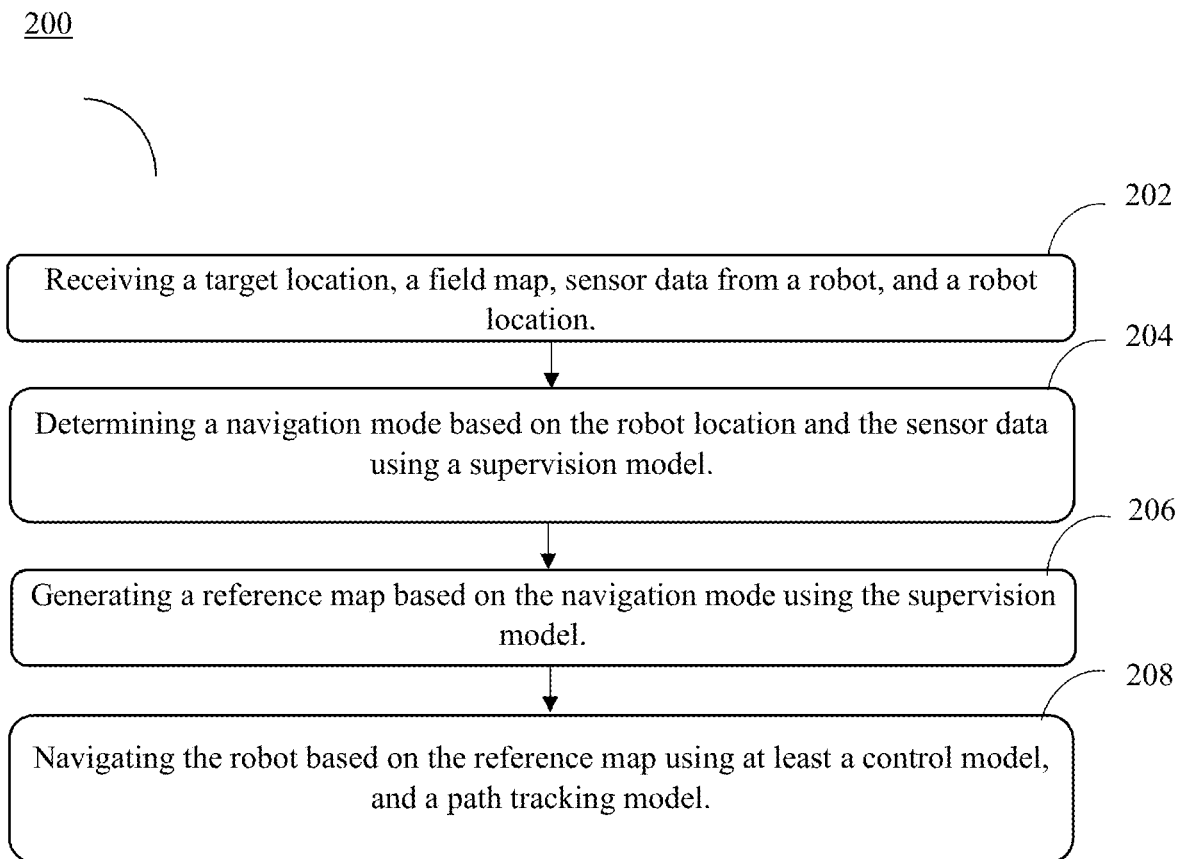 200
202
Receiving a target location, a field map, sensor data from a robot, and a robot
location.
204
Determining a navigation mode based on the robot location and the sensor data
using a supervision model.
206
Generating a reference map based on the navigation mode using the supervision
model.
208
Navigating the robot based on the reference map using at least a control model,
and a path tracking model.